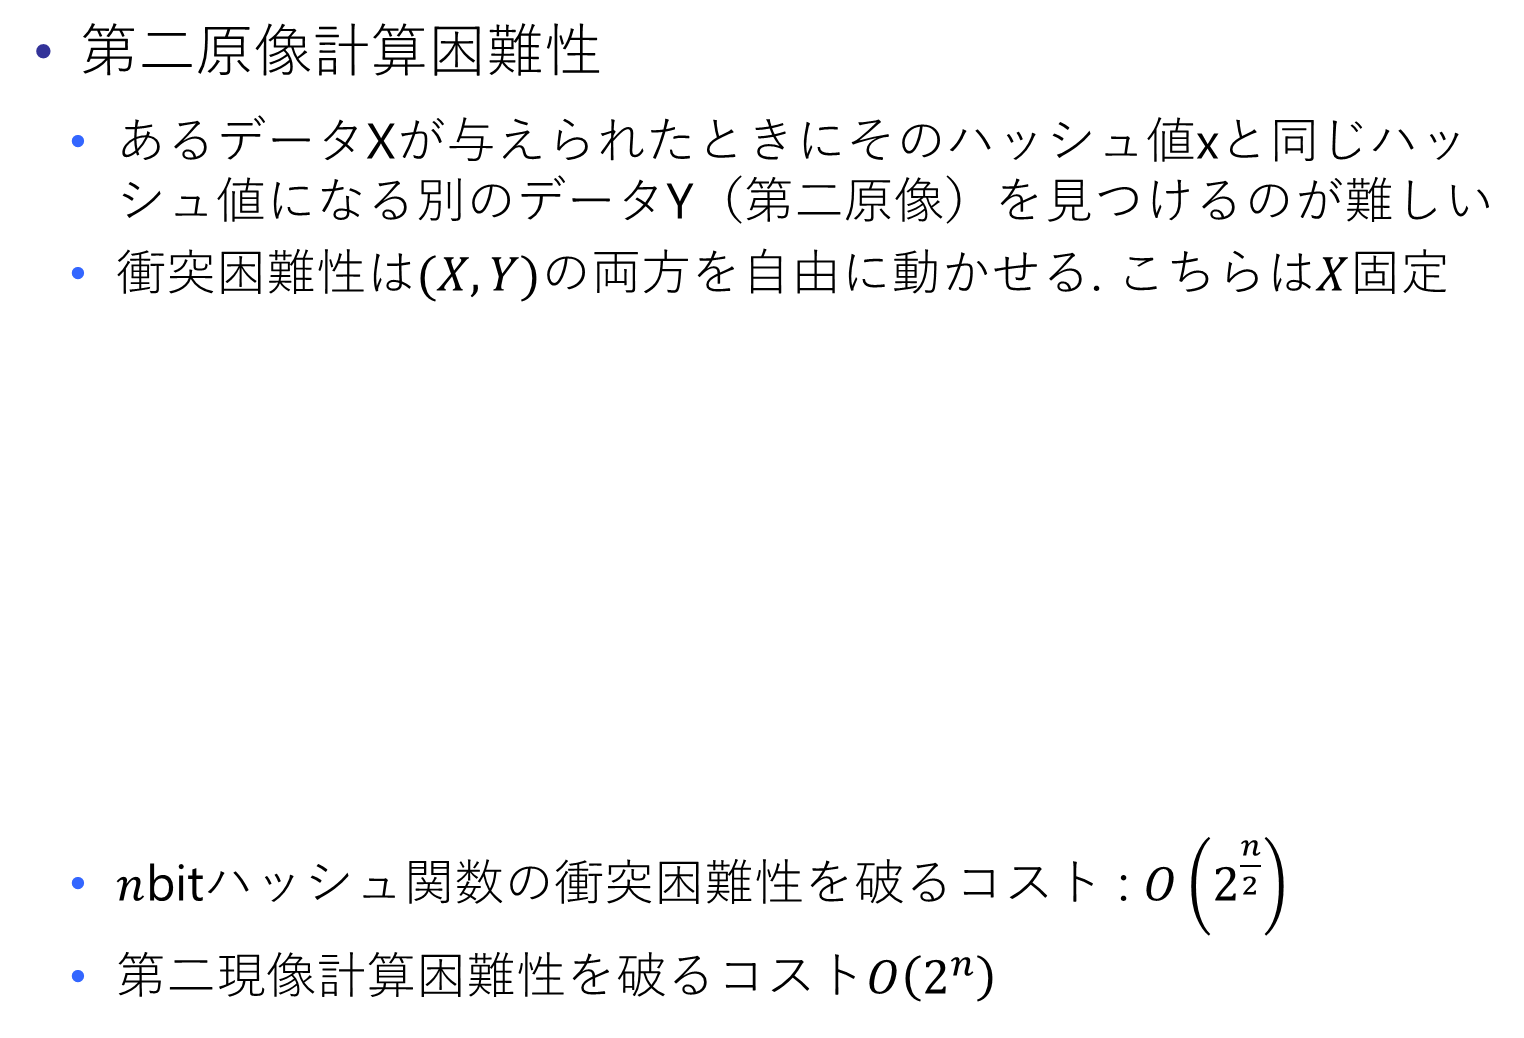 • 第二原像計算困難性
• あるデータXが与えられたときにそのハッシュ値xと同じハッ
シュ値になる別のデータY（第二原像）を見つけるのが難しい
• 衝突困難性は(X, Y)の両方を自由に動かせる. こちらはX固定
• nbitハッシュ関数の衝突困難性を破るコスト : O(2^{n/2})
• 第二現像計算困難性を破るコストO(2^n)